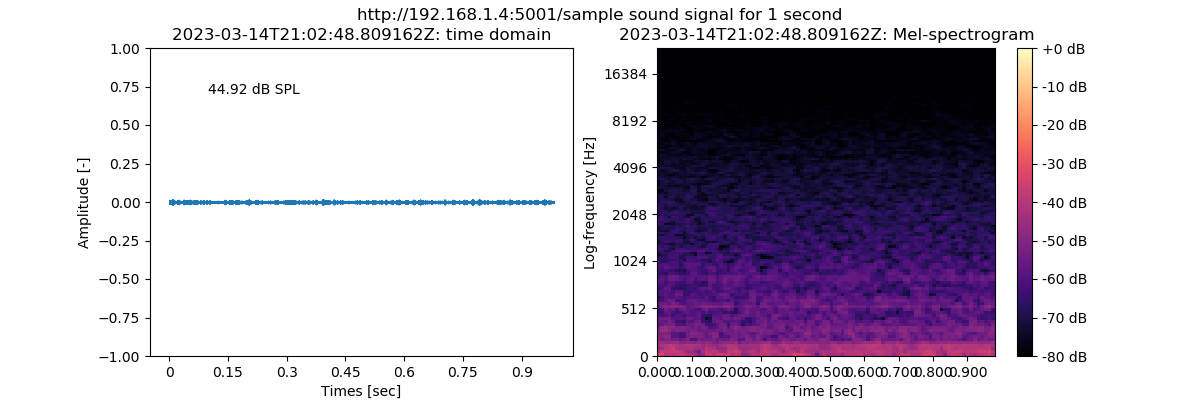 http://192.168.1.4:5001/sample sound signal for 1 second
2023-03-14T21:02:48.809162Z: time domain
1.00
0.75
0.50
0.25
0.00
−0.25
−0.50
−0.75
−1.00
Amplitude [-]
44.92 dB SPL
0 0.15 0.3 0.45 0.6 0.75 0.9
Times [sec]
2023-03-14T21:02:48.809162Z: Mel-spectrogram
16384
8192
4096
2048
1024
512
0
Log-frequency [Hz]
0.000 0.100 0.200 0.300 0.400 0.500 0.600 0.700 0.800 0.900
Time [sec]
+0 dB
-10 dB
-20 dB
-30 dB
-40 dB
-50 dB
-60 dB
-70 dB
-80 dB